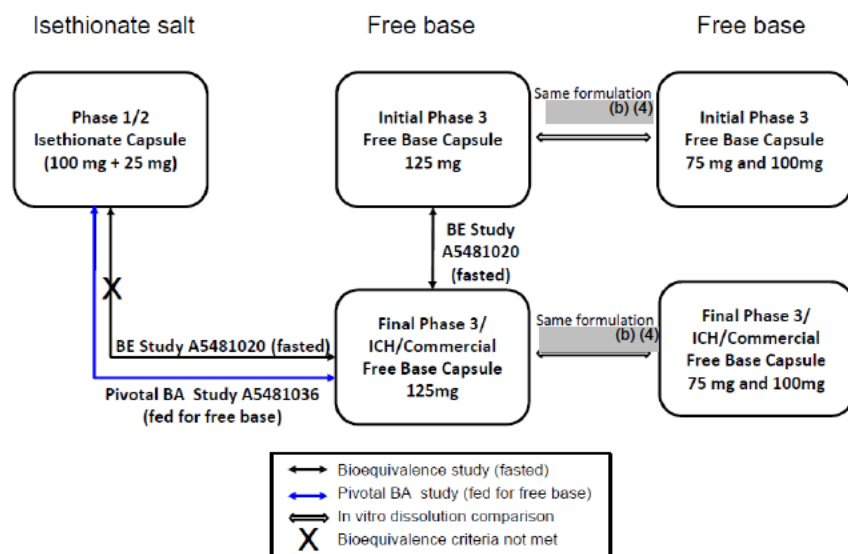 Isethionate salt
Free base
Free base
Phase 1/2
Isethionate Capsule
(100 mg + 25 mg)
Initial Phase 3
Free Base Capsule
125 mg
Same formulation
(b) (4)
Initial Phase 3
Free Base Capsule
75 mg and 100mg
BE Study
A5481020
(fasted)
X
BE Study A5481020 (fasted)
Pivotal BA Study A5481036
(fed for free base)
Final Phase 3/
ICH/Commercial
Free Base Capsule
125mg
Same formulation
(b) (4)
Final Phase 3/
ICH/Commercial
Free Base Capsule
75 mg and 100mg
Bioequivalence study (fasted)
Pivotal BA study (fed for free base)
In vitro dissolution comparison
X Bioequivalence criteria not met